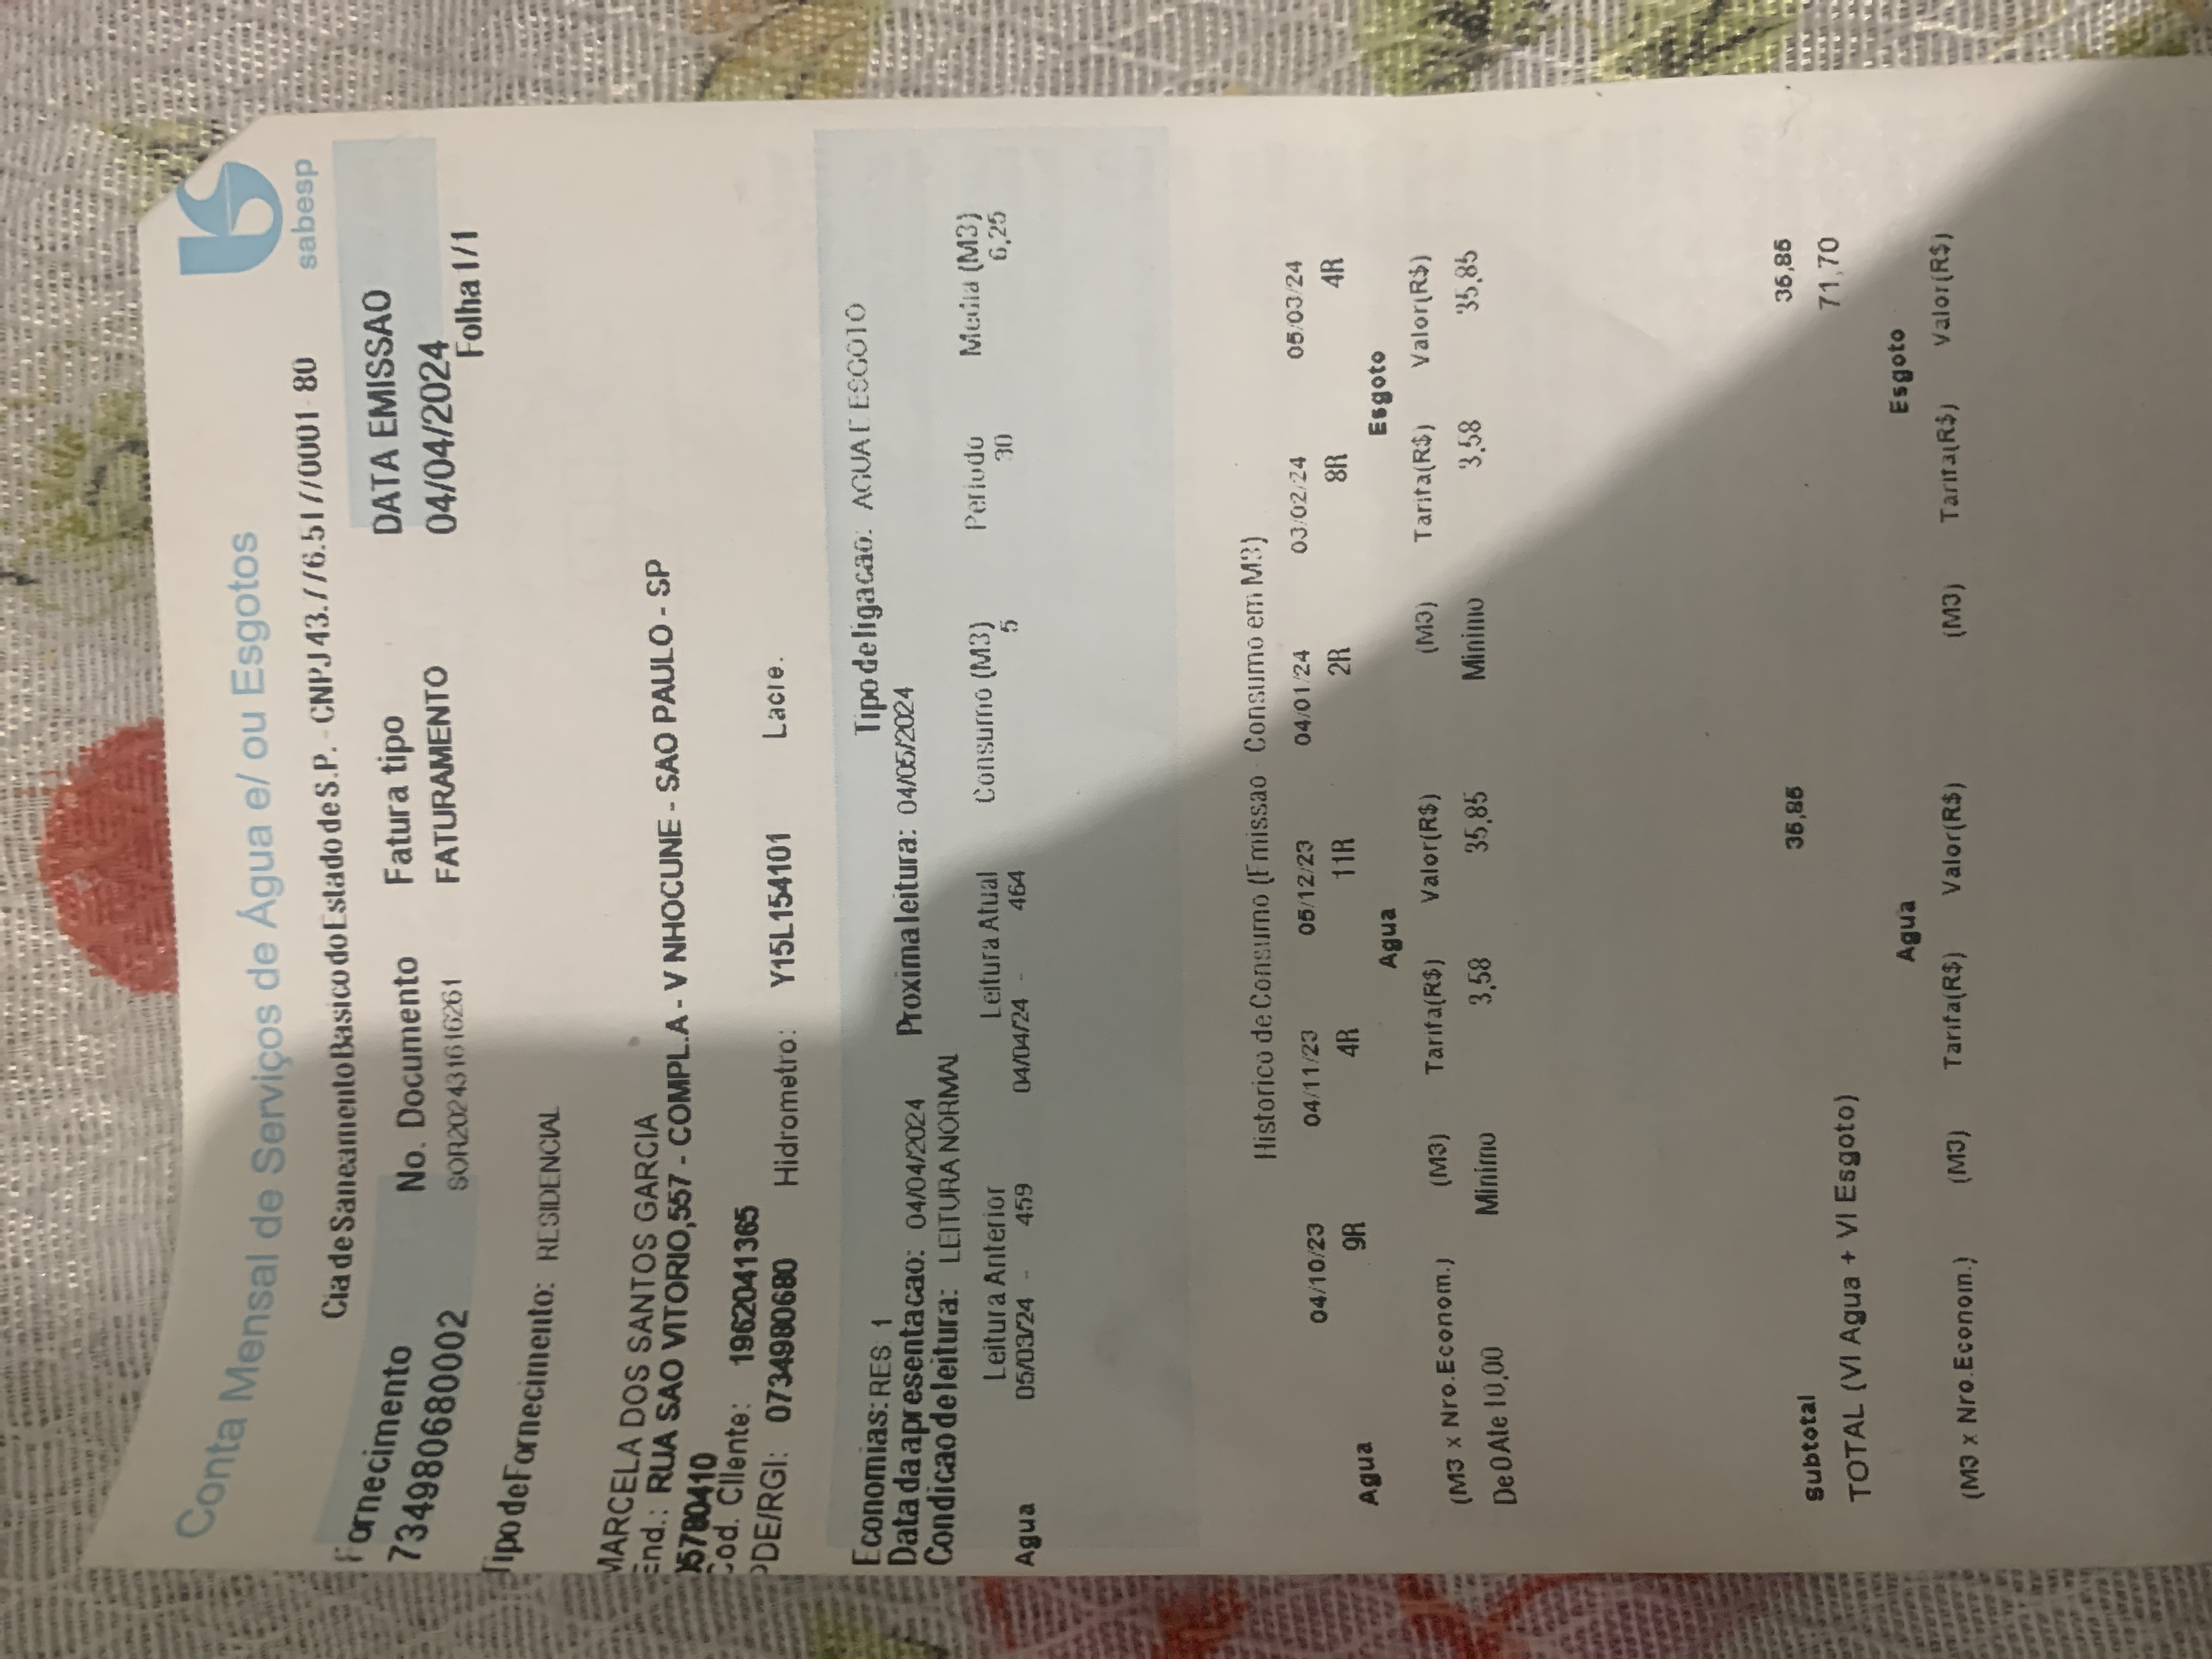 Conta Mensal de Serviços de Água e/ ou Esgotos
sabesp
Cia de Saneamento Basico do Estado de S.P. - CNPJ 43.776.517/0001-80
Fornecimento No. Documento Fatura tipo DATA EMISSAO
734980680002 SOR202431616261 FATURAMENTO 04/04/2024
Folha 1/1
Tipo de Fornecimento: RESIDENCIAL
MARCELA DOS SANTOS GARCIA
End.: RUA SAO VITORIO,557 - COMPL.A - V NHOCUNE - SAO PAULO - SP
Cod. Cliente: 1962041365
PDE/RGI: 0734980680 Hidrometro: Y15L154101 Lacre.
Economias: RES: 1 Tipo de ligacao: AGUA E ESGOTO
Data da apresentacao: 04/04/2024 Proxima leitura: 04/05/2024
Condicao de leitura: LEITURA NORMAL
Leitura Anterior Leitura Atual Consumo (M3) Periodo Media (M3)
Agua 05/03/24 - 459 04/04/24 - 464 5 30 6,25
Historico de Consumo (Emissao - Consumo em M3)
04/10/23 04/11/23 05/12/23 04/01/24 03/02/24 05/03/24
9R 4R 11R 2R 8R 4R
Agua Agua Esgoto
(M3 x Nro.Econom.) (M3) Tarifa(R$) Valor(R$) (M3) Tarifa(R$) Valor(R$)
De 0 Ate 10,00 Minimo 3,58 35,85 Minimo 3,58 35,85
Subtotal 35,85 35,85
TOTAL (Vl Agua + Vl Esgoto) 71,70
Agua Esgoto
(M3 x Nro.Econom.) (M3) Tarifa(R$) Valor(R$) (M3) Tarifa(R$) Valor(R$)